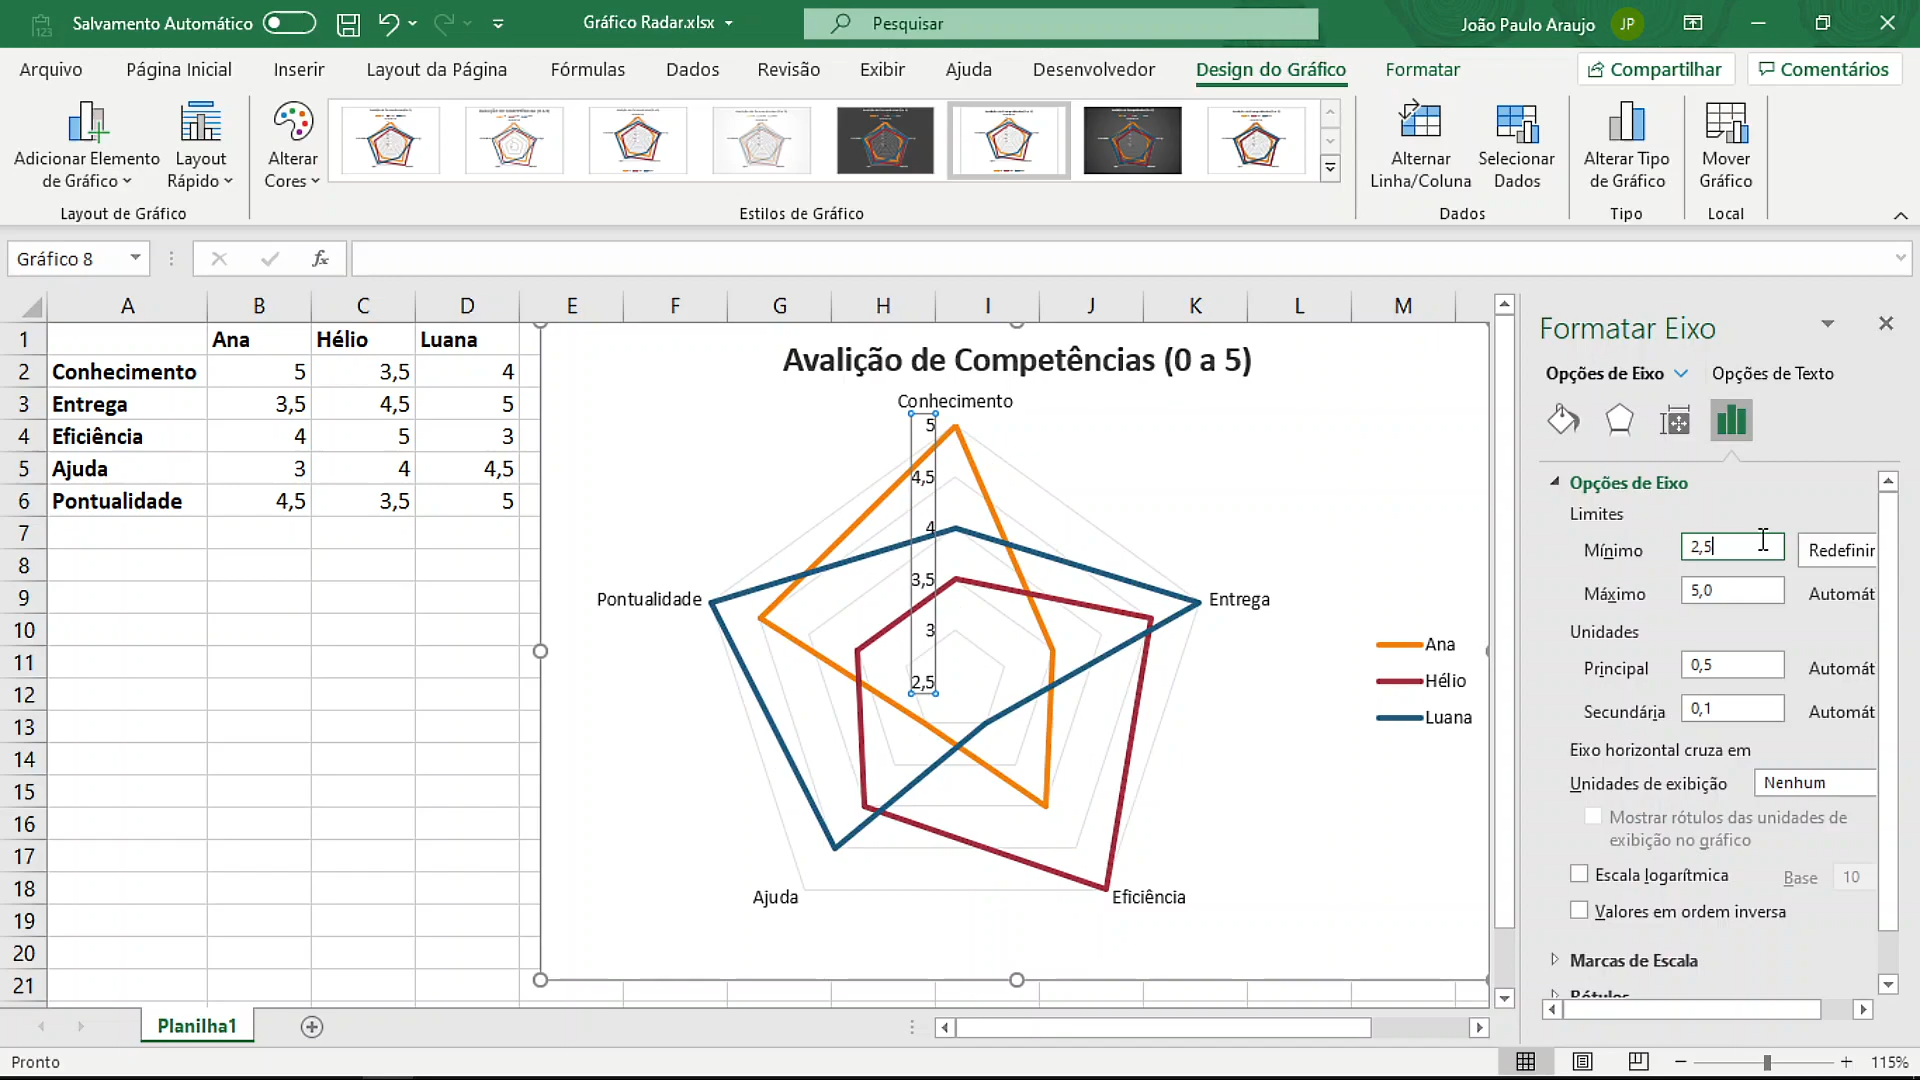 Salvamento Automático
Gráfico Radar.xlsx
Pesquisar
João Paulo Araujo
JP
Arquivo
Página Inicial
Inserir
Layout da Página
Fórmulas
Dados
Revisão
Exibir
Ajuda
Desenvolvedor
Design do Gráfico
Formatar
Compartilhar
Comentários
Adicionar Elemento
de Gráfico
Layout
Rápido
Alterar
Cores
Alternar
Linha/Coluna
Selecionar
Dados
Alterar Tipo
de Gráfico
Mover
Gráfico
Layout de Gráfico
Estilos de Gráfico
Dados
Tipo
Local
Gráfico 8
fx
A B C D E F G H I J K L M
1 Ana Hélio Luana
2 Conhecimento 5 3,5 4
3 Entrega 3,5 4,5 5
4 Eficiência 4 5 3
5 Ajuda 3 4 4,5
6 Pontualidade 4,5 3,5 5
7
8
9
10
11
12
13
14
15
16
17
18
19
20
21
Avalição de Competências (0 a 5)
Conhecimento
5
4,5
4
3,5
3
2,5
Pontualidade
Entrega
Ajuda
Eficiência
Ana
Hélio
Luana
Formatar Eixo
Opções de Eixo
Opções de Texto
Opções de Eixo
Limites
Mínimo 2,5 Redefinir
Máximo 5,0 Automát
Unidades
Principal 0,5 Automát
Secundária 0,1 Automát
Eixo horizontal cruza em
Unidades de exibição Nenhum
Mostrar rótulos das unidades de
exibição no gráfico
Escala logarítmica Base 10
Valores em ordem inversa
Marcas de Escala
Rótulos
Planilha1
Pronto
115%